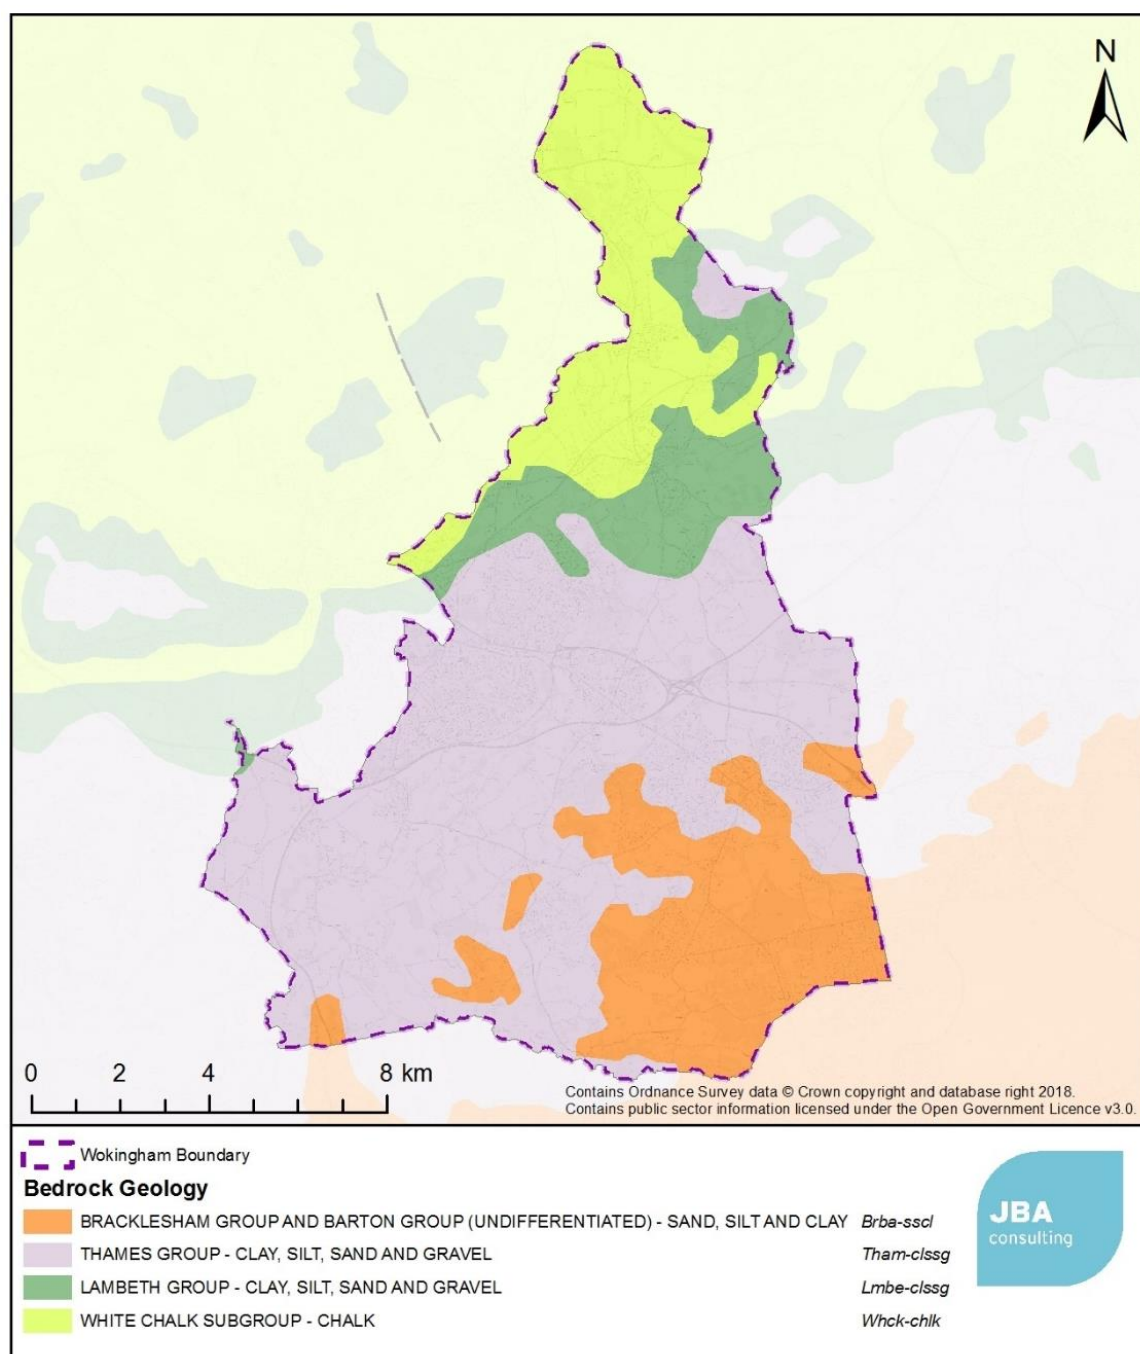 N
0 2 4 8 km
Contains Ordnance Survey data © Crown copyright and database right 2018.
Contains public sector information licensed under the Open Government Licence v3.0.
Wokingham Boundary
Bedrock Geology
BRACKLESHAM GROUP AND BARTON GROUP (UNDIFFERENTIATED) - SAND, SILT AND CLAY Brba-sscl
THAMES GROUP - CLAY, SILT, SAND AND GRAVEL Tham-clssg
LAMBETH GROUP - CLAY, SILT, SAND AND GRAVEL Lmbe-clssg
WHITE CHALK SUBGROUP - CHALK Whck-chlk
JBA
consulting